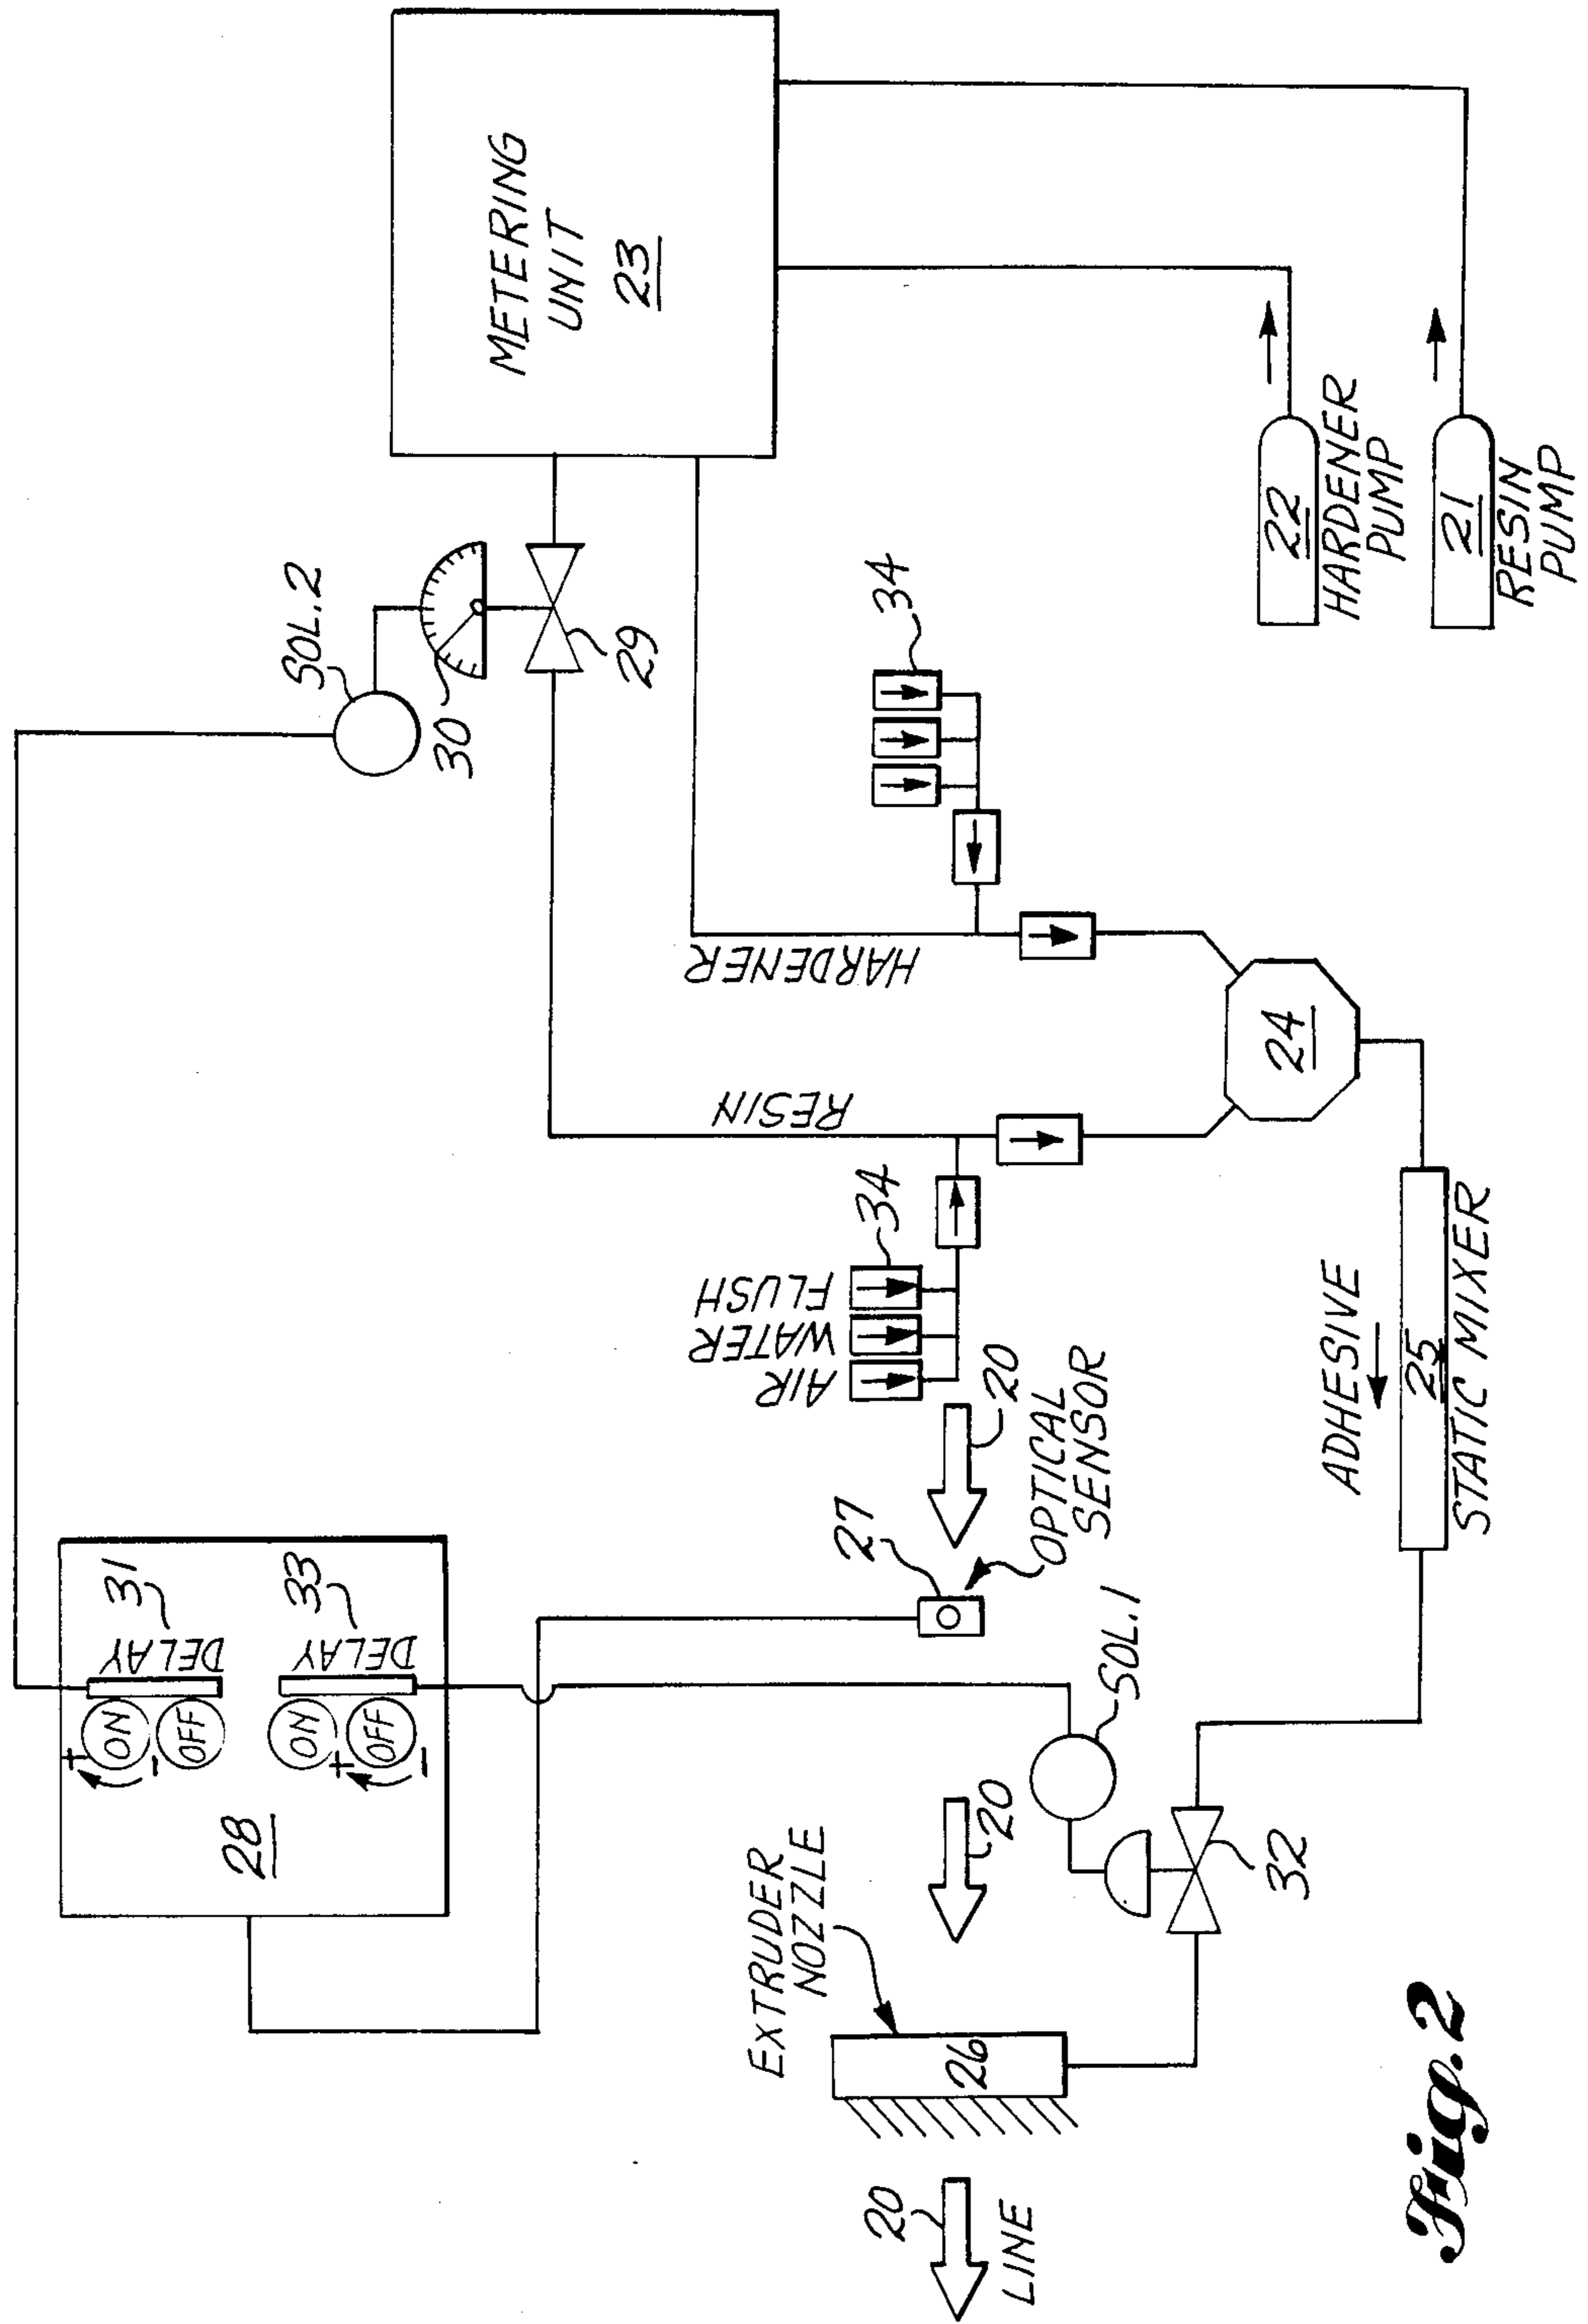 SOL.2
30
29
METERING
UNIT
23
31
DELAY
ON
OFF
33
DELAY
ON
OFF
+
-
+
-
28
HARDENER
RESIN
34
34
AIR
WATER
FLUSH
22
HARDENER
PUMP
21
RESIN
PUMP
24
20
27
OPTICAL
SENSOR
ADHESIVE
25
STATIC MIXER
SOL.1
20
32
EXTRUDER
NOZZLE
26
20
LINE
Fig. 2